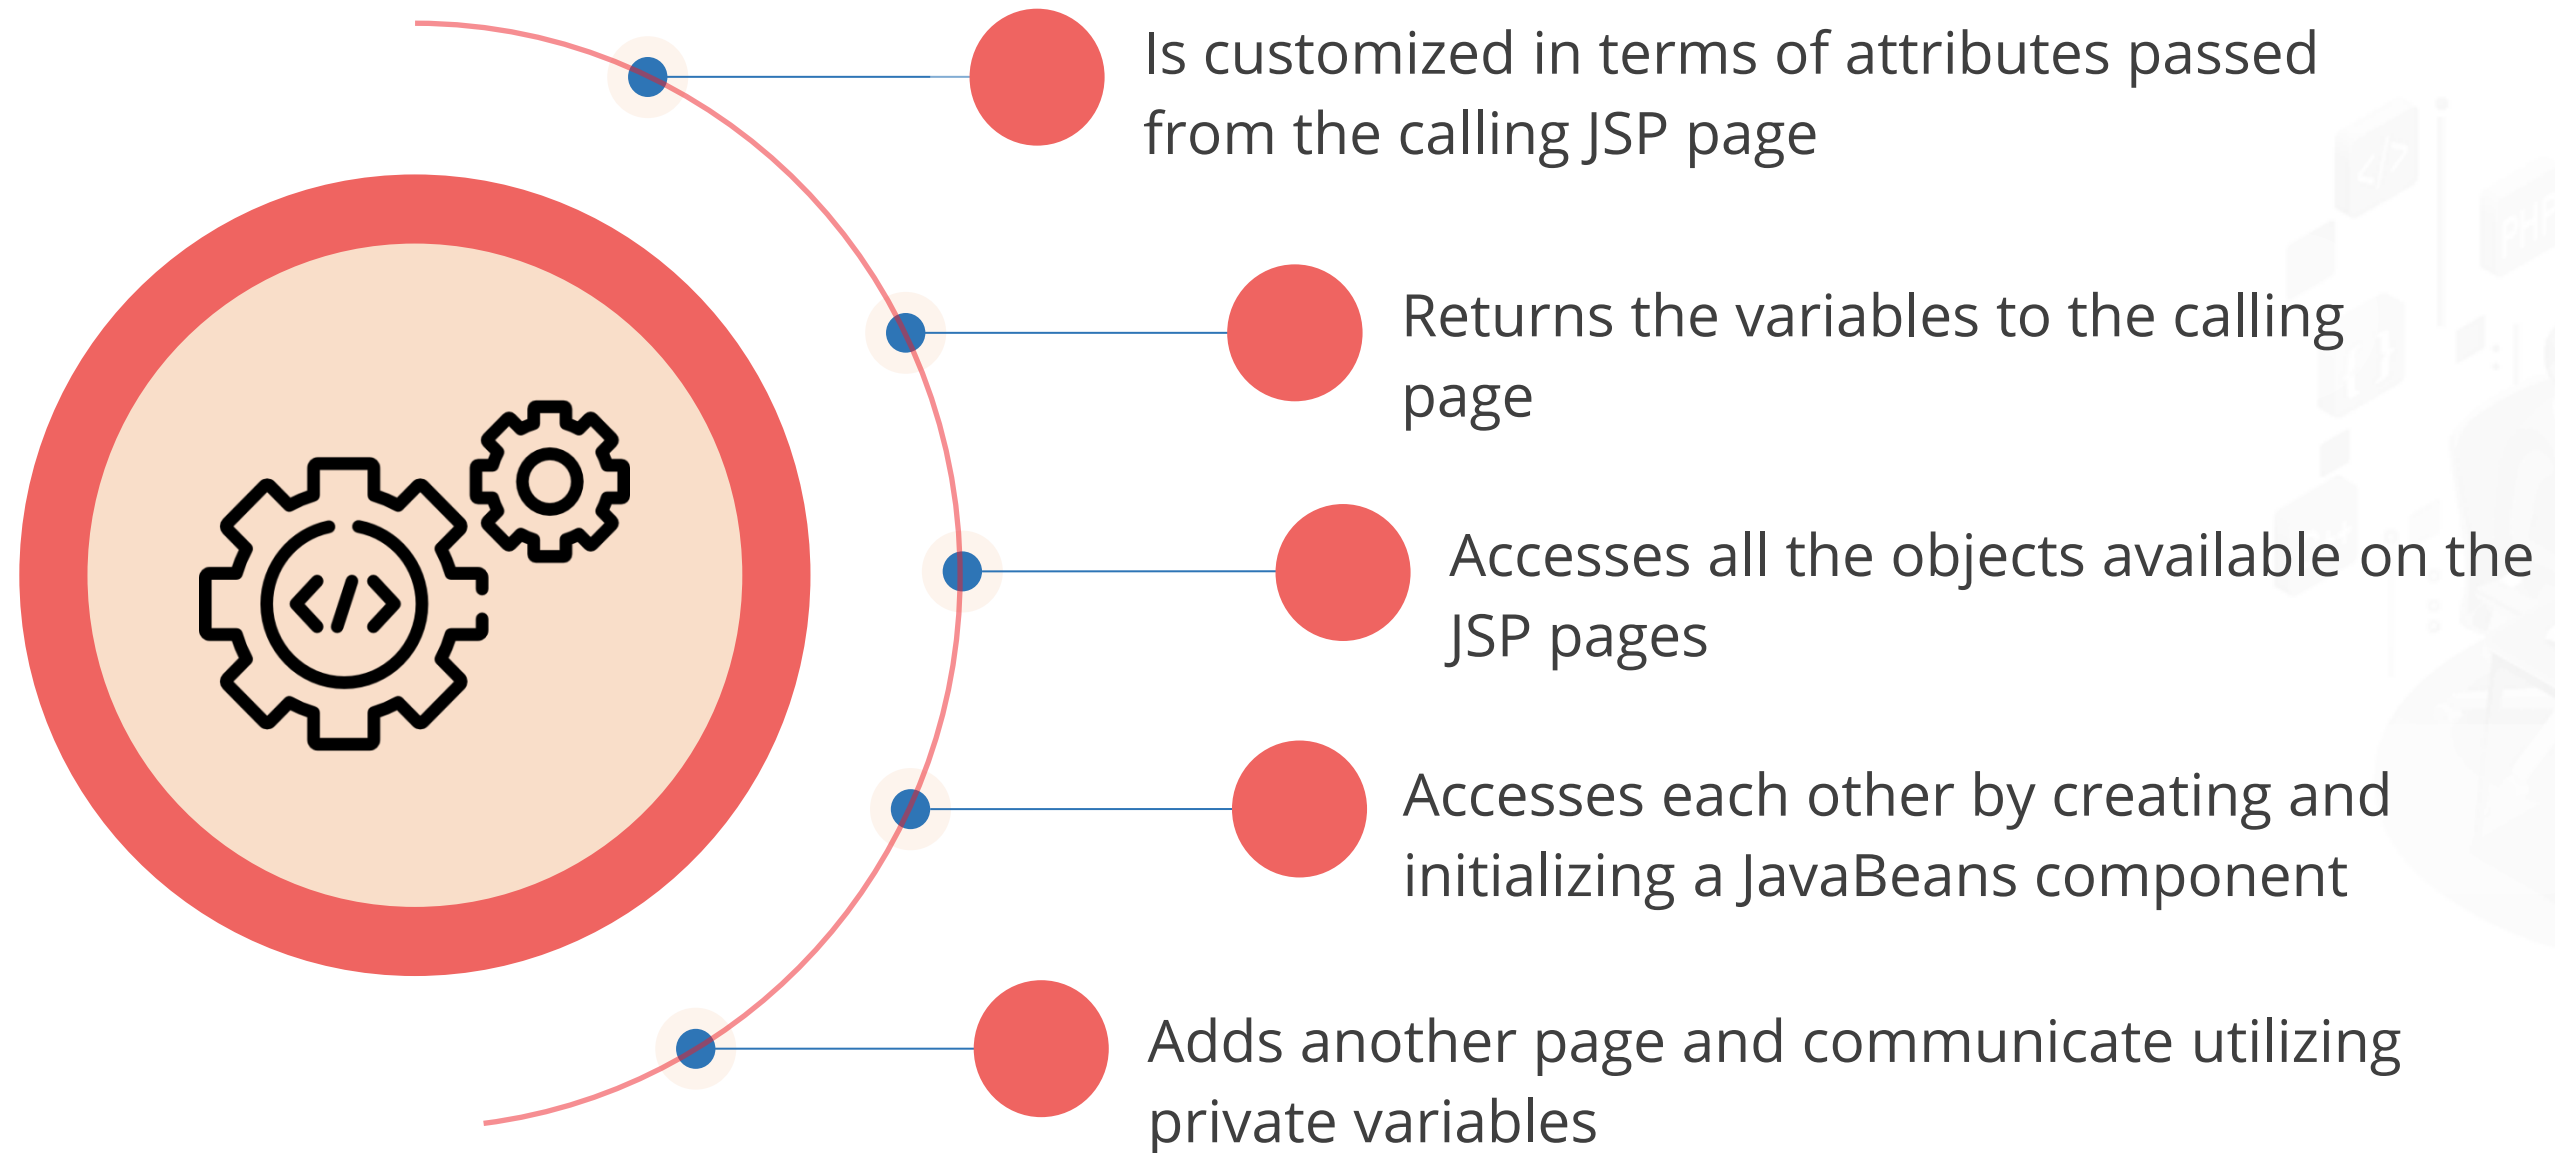 Is customized in terms of attributes passed
from the calling JSP page
Returns the variables to the calling
page
Accesses all the objects available on the
JSP pages
Accesses each other by creating and
initializing a JavaBeans component
Adds another page and communicate utilizing
private variables